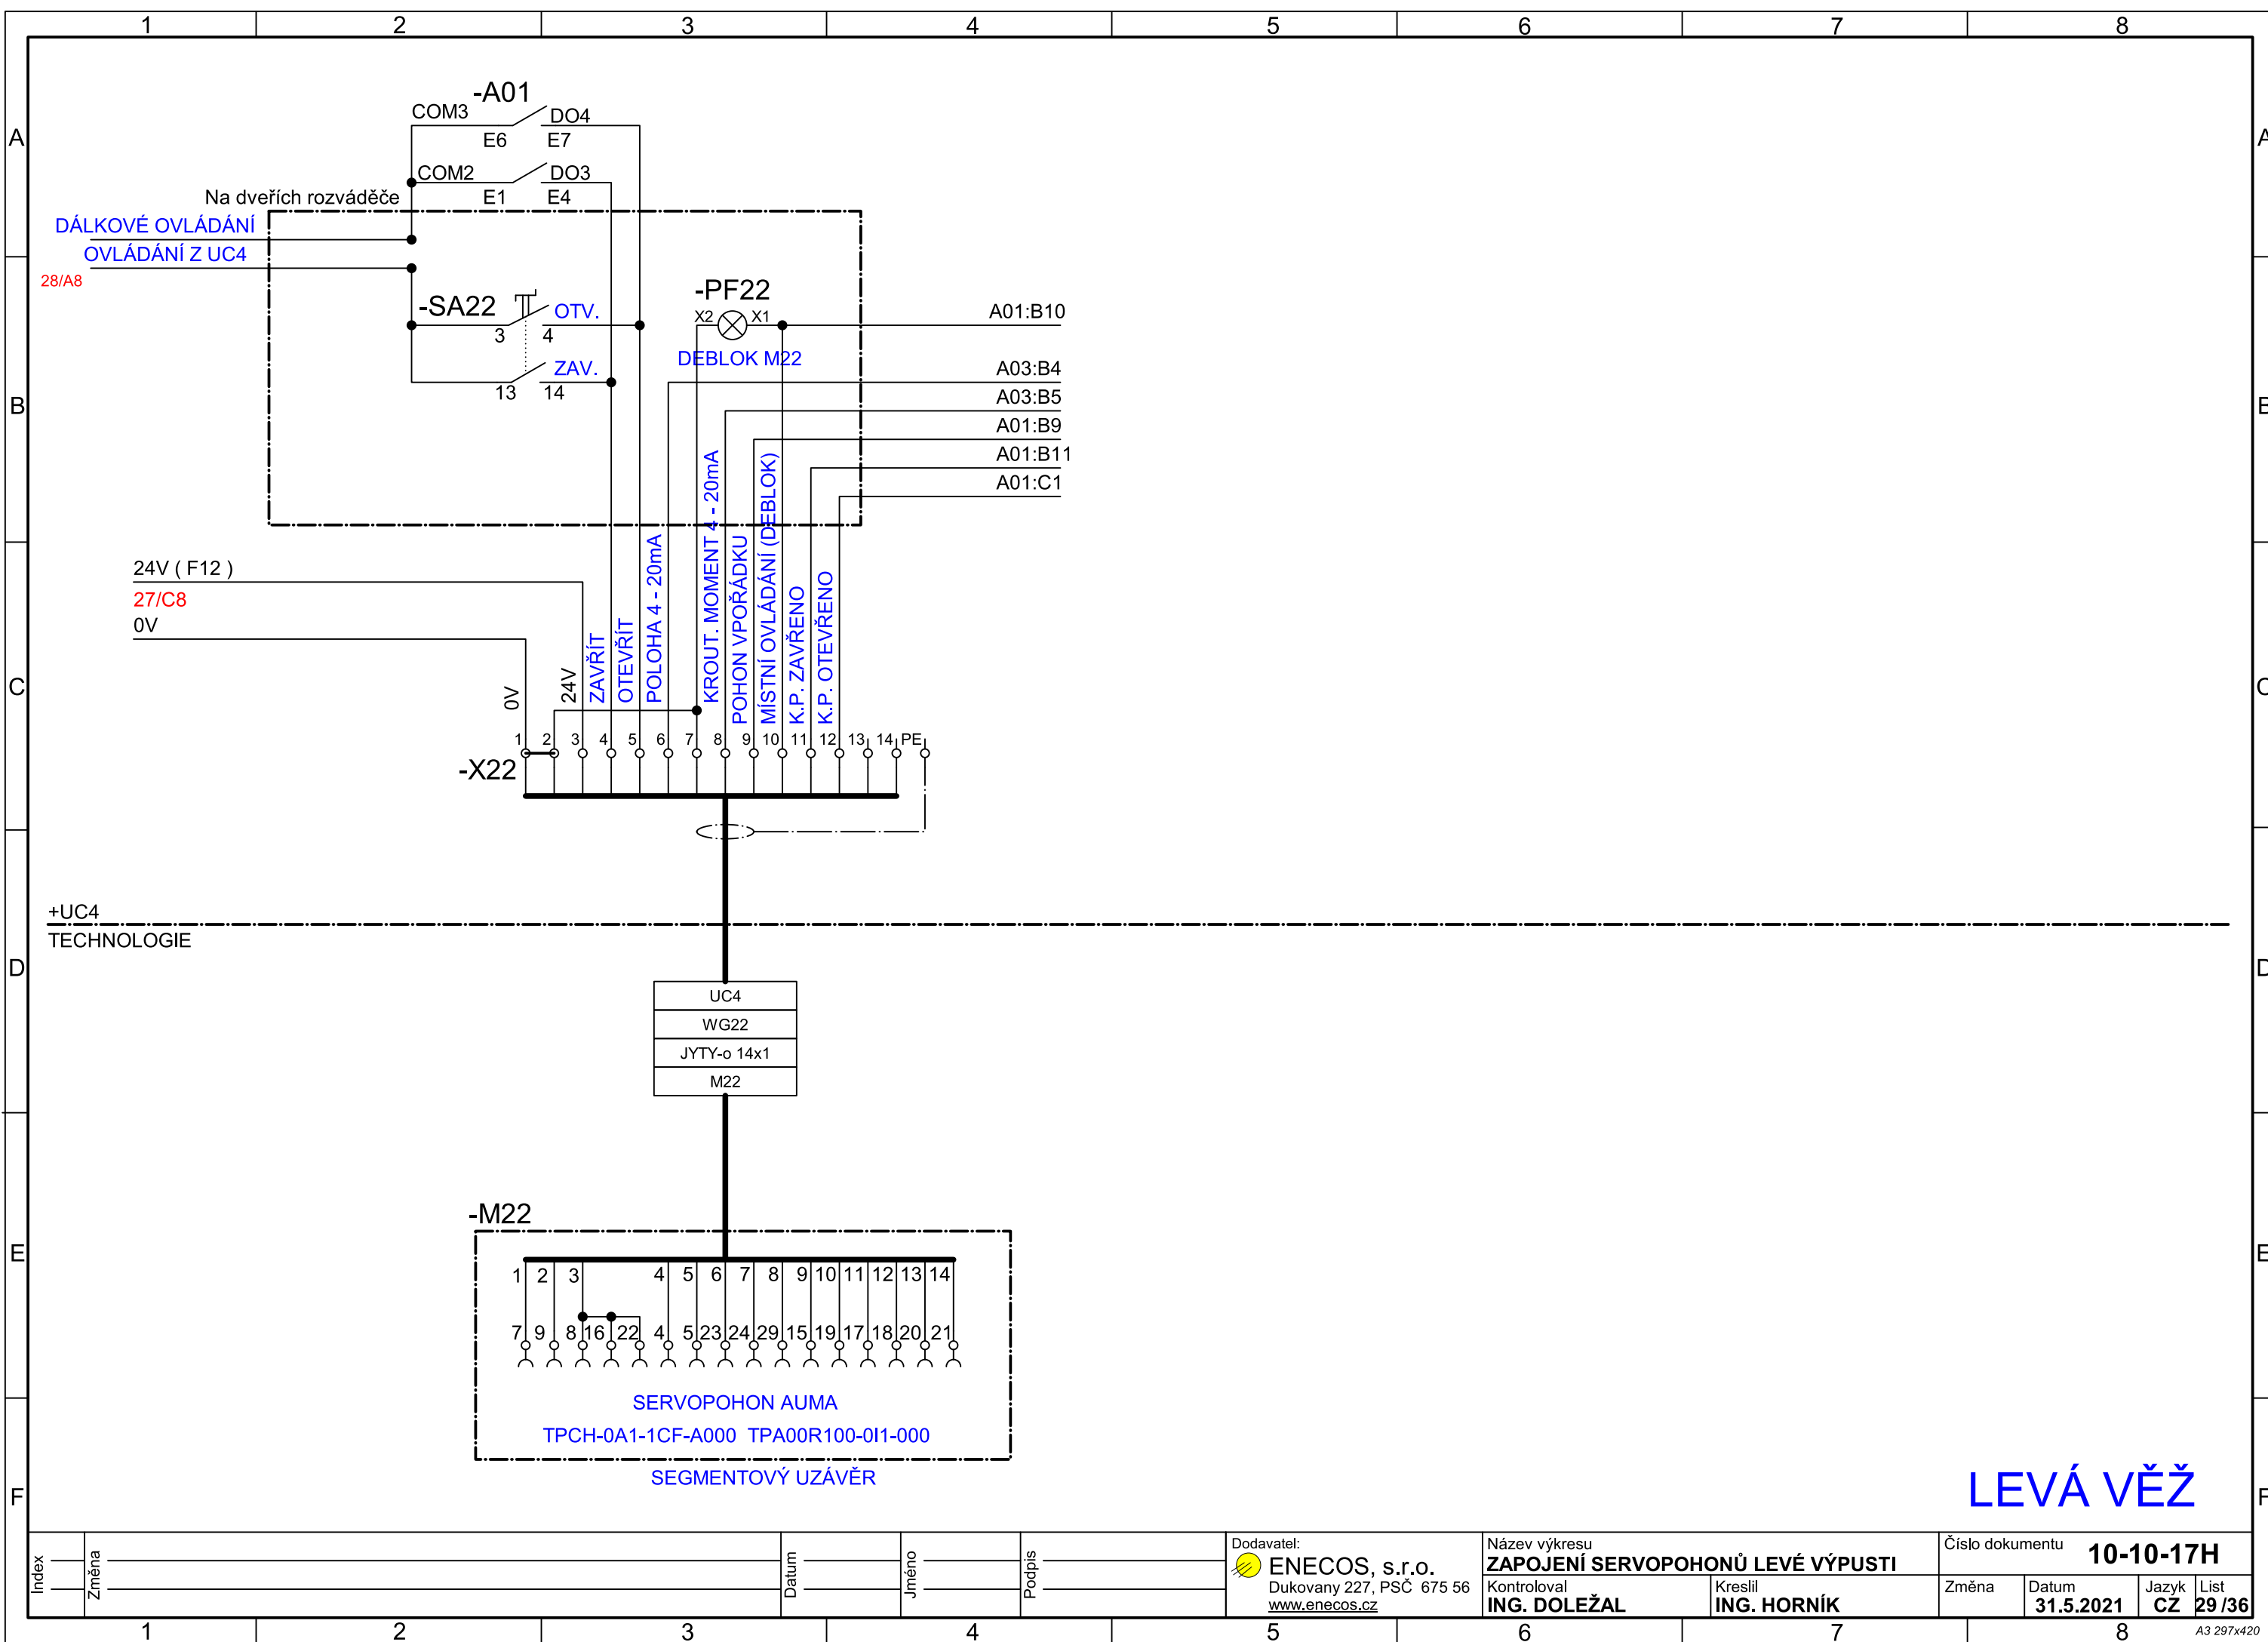 1 2 3 4 5 6 7 8
A A
B B
C C
D D
E E
F F
-A01
COM3 DO4
E6 E7
COM2 DO3
E1 E4
Na dveřích rozváděče
DÁLKOVÉ OVLÁDÁNÍ
OVLÁDÁNÍ Z UC4
28/A8
-SA22 OTV.
3 4
ZAV.
13 14
-PF22
X2 X1
DEBLOK M22
A01:B10
A03:B4
A03:B5
A01:B9
A01:B11
A01:C1
24V ( F12 )
27/C8
0V
0V
24V
ZAVŘÍT
OTEVŘÍT
POLOHA 4 - 20mA
KROUT. MOMENT 4 - 20mA
POHON VPOŘÁDKU
MÍSTNÍ OVLÁDÁNÍ (DEBLOK)
K.P. ZAVŘENO
K.P. OTEVŘENO
1 2 3 4 5 6 7 8 9 10 11 12 13 14 PE
-X22
+UC4
TECHNOLOGIE
UC4
WG22
JYTY-o 14x1
M22
-M22
1 2 3 4 5 6 7 8 9 10 11 12 13 14
7 9 8 16 22 4 5 23 24 29 15 19 17 18 20 21
SERVOPOHON AUMA
TPCH-0A1-1CF-A000 TPA00R100-0I1-000
SEGMENTOVÝ UZÁVĚR
LEVÁ VĚŽ
Index
Změna
Datum
Jméno
Podpis
Dodavatel:
ENECOS, s.r.o.
Dukovany 227, PSČ 675 56
www.enecos.cz
Název výkresu
ZAPOJENÍ SERVOPOHONŮ LEVÉ VÝPUSTI
Kontroloval
ING. DOLEŽAL
Kreslil
ING. HORNÍK
Číslo dokumentu 10-10-17H
Změna
Datum
31.5.2021
Jazyk
CZ
List
29 /36
1 2 3 4 5 6 7 8
A3 297x420